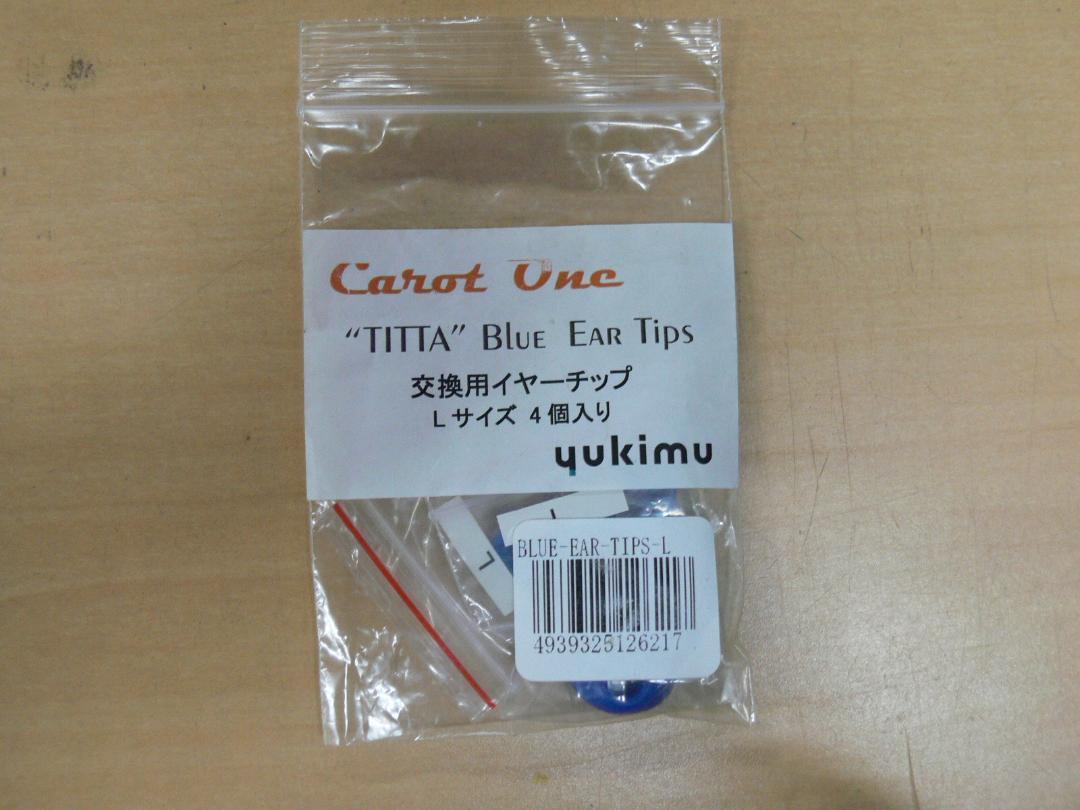 Carot One
“TITTA” Blue Ear Tips
交換用イヤーチップ
Lサイズ 4個入り
yukimu
L
L
BLUE-EAR-TIPS-L
4939325126217